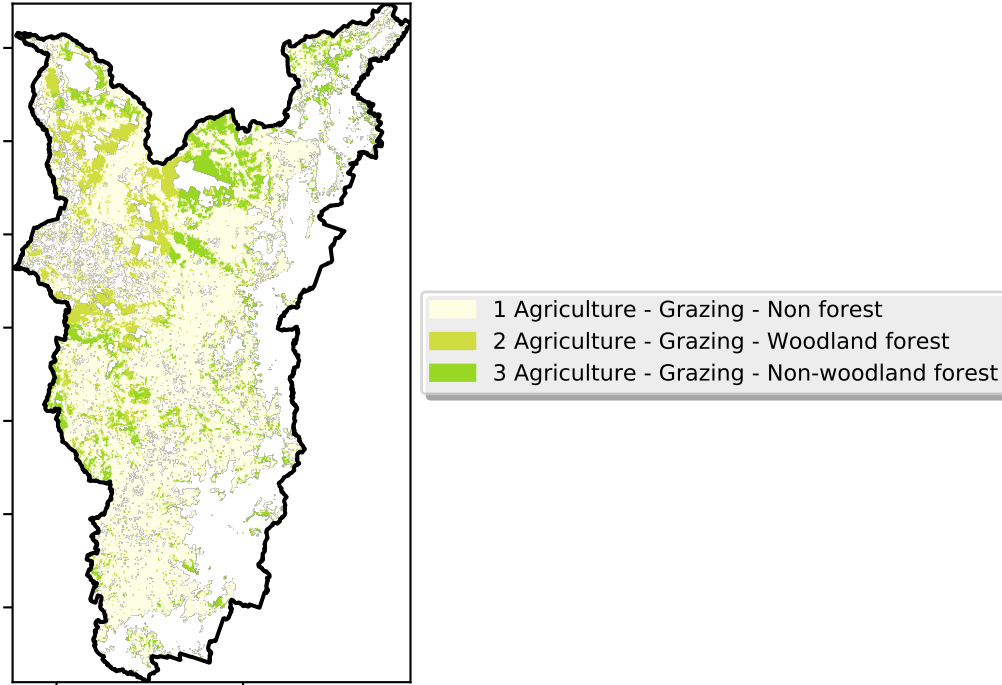 1 Agriculture - Grazing - Non forest
2 Agriculture - Grazing - Woodland forest
3 Agriculture - Grazing - Non-woodland forest